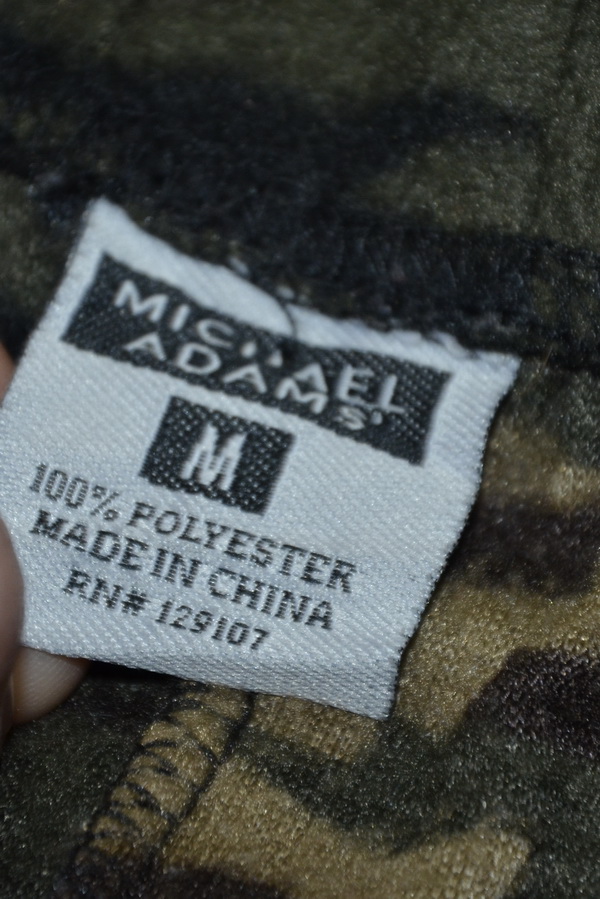 MICHAEL
ADAMS'
M
100% POLYESTER
MADE IN CHINA
RN# 129107